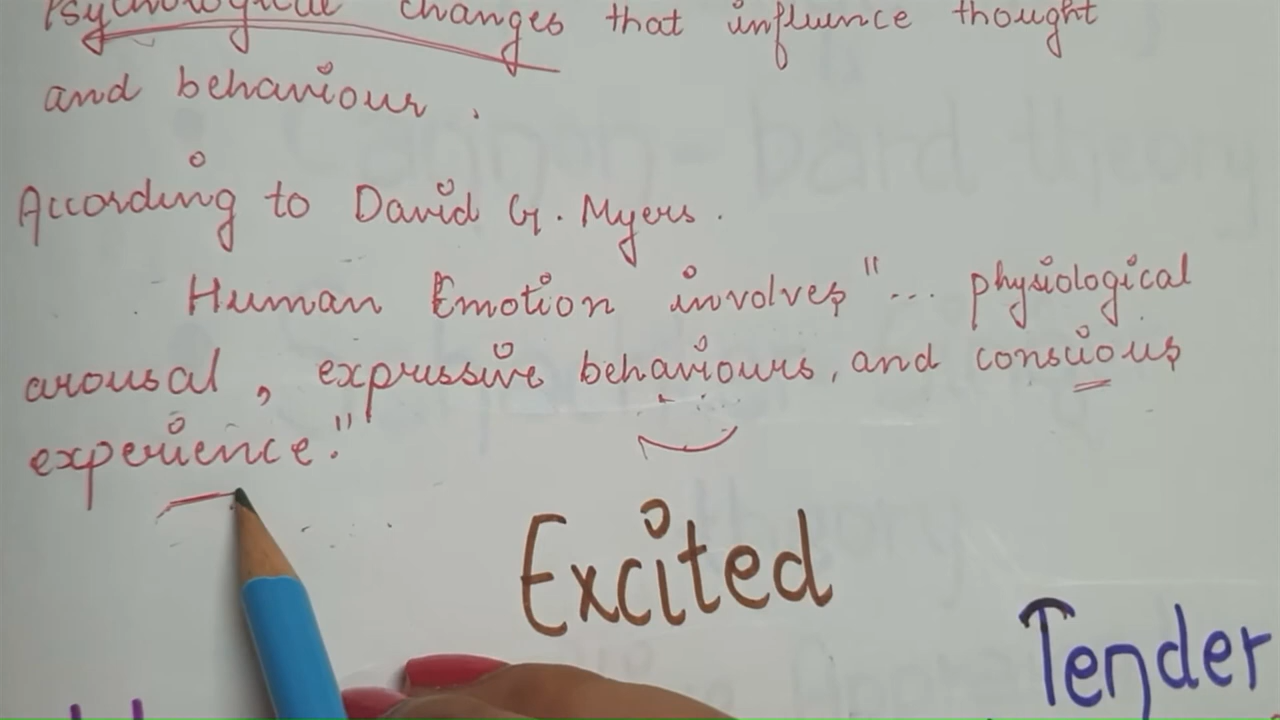 Psychological changes that influence thought
and behaviour.
According to David G. Myers.
Human Emotion involves "... physiological
arousal, expressive behaviours, and conscious
experience."
Excited
Tender